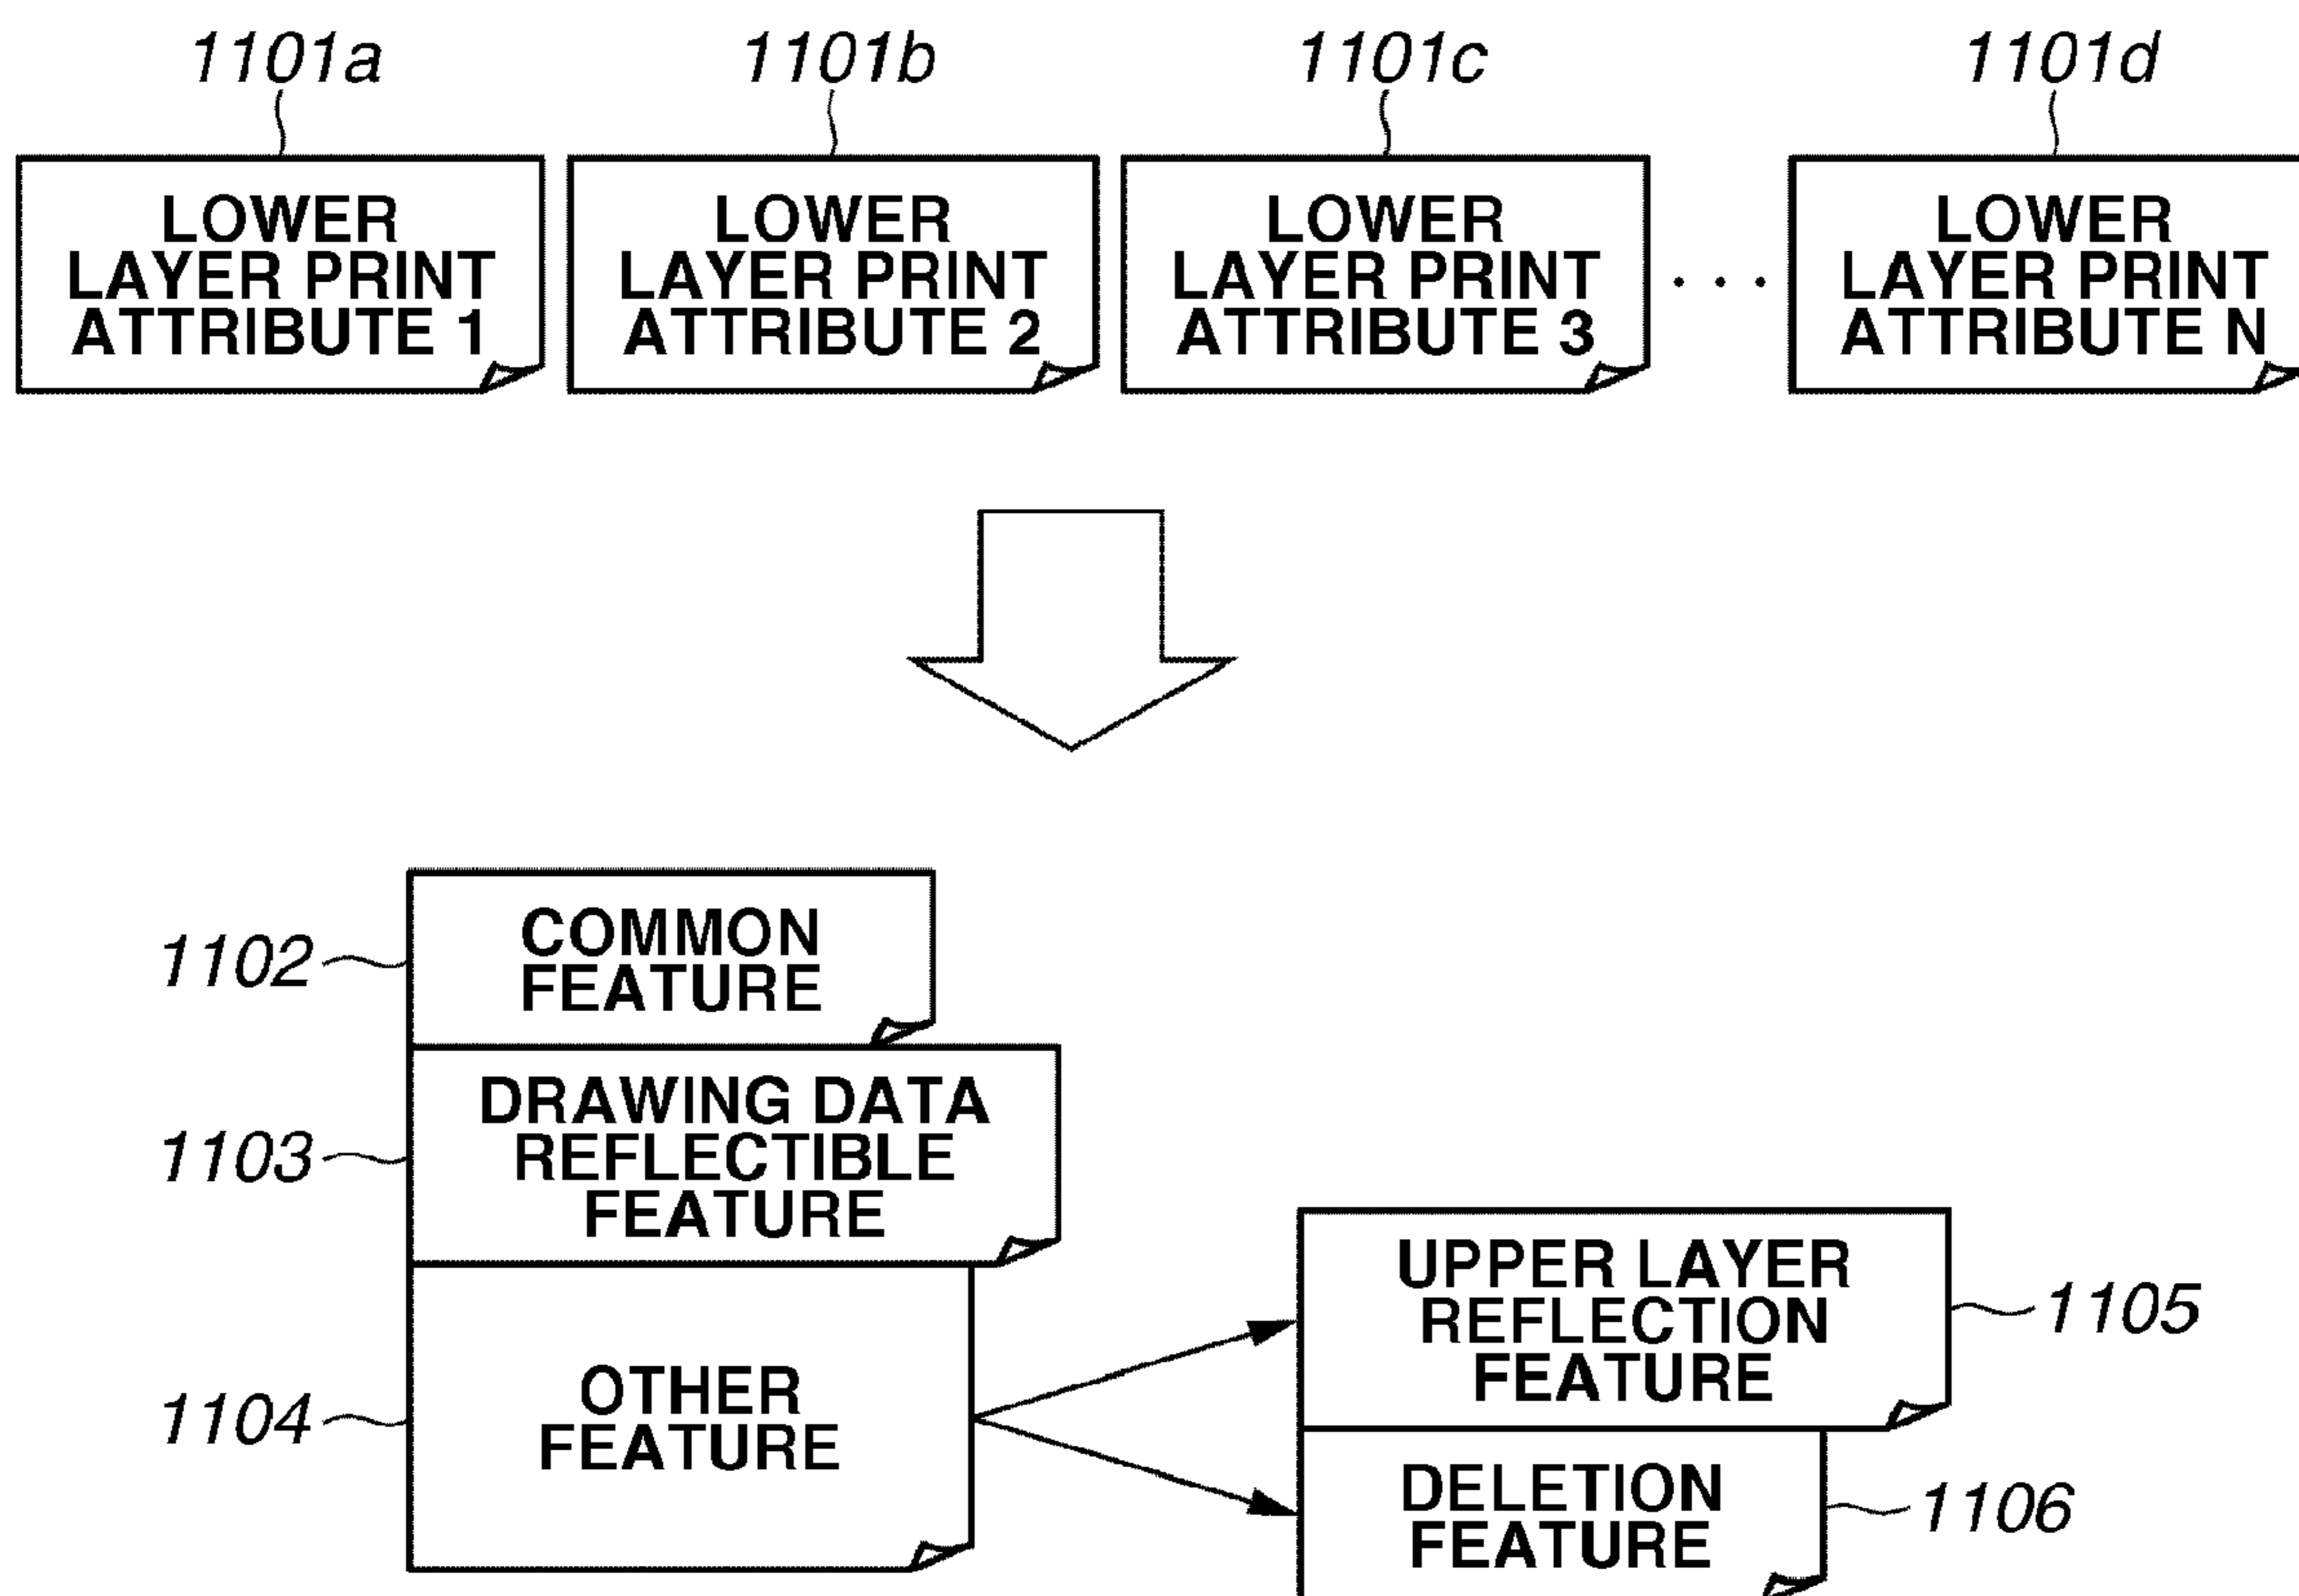 1101a
1101b
1101c
1101d
LOWER
LAYER PRINT
ATTRIBUTE 1
LOWER
LAYER PRINT
ATTRIBUTE 2
LOWER
LAYER PRINT
ATTRIBUTE 3
. . .
LOWER
LAYER PRINT
ATTRIBUTE N
1102
COMMON
FEATURE
1103
DRAWING DATA
REFLECTIBLE
FEATURE
1104
OTHER
FEATURE
UPPER LAYER
REFLECTION
FEATURE
1105
DELETION
FEATURE
1106